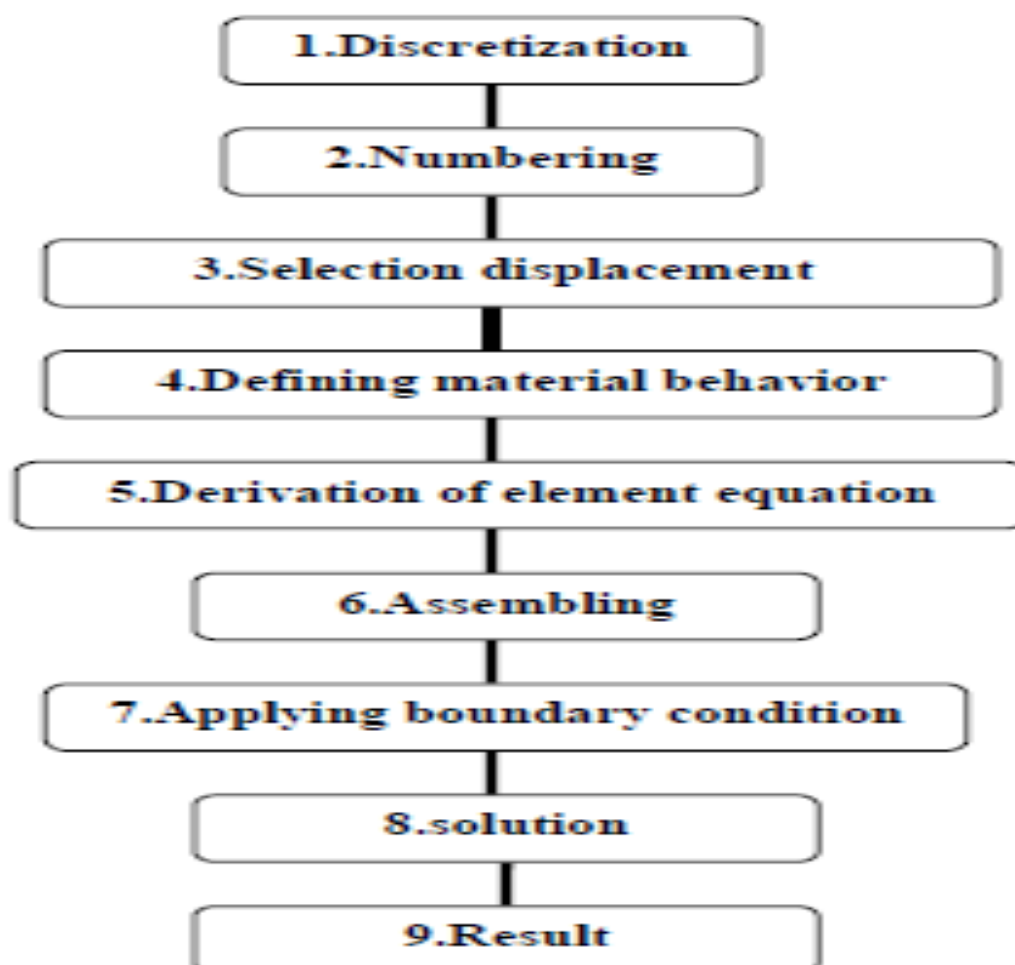 1.Discretization
2.Numbering
3.Selection displacement
4.Defining material behavior
5.Derivation of element equation
6.Assembling
7.Applying boundary condition
8.solution
9.Result